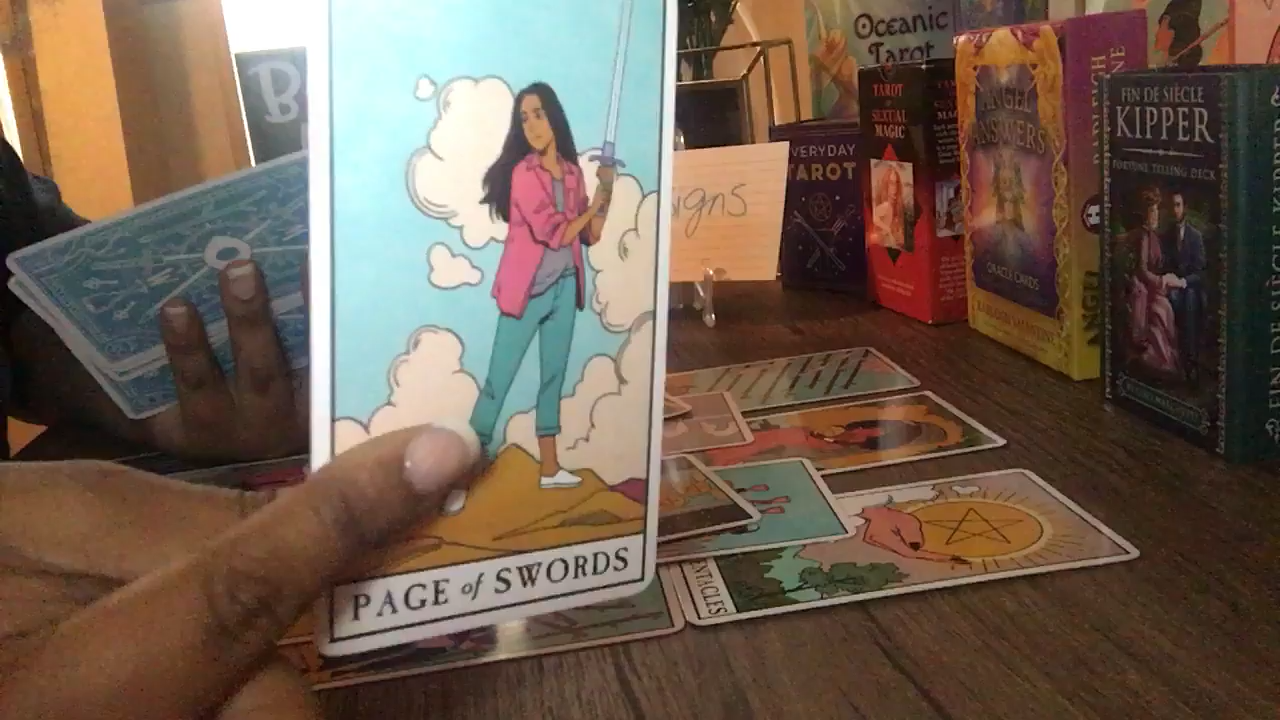 PAGE of SWORDS
Oceanic
Tarot
igns
EVERYDAY
TAROT
TAROT
of
SEXUAL
MAGIC
ANGEL
ANSWERS
ORACLE CARDS
RADLEIGH
FIN DE SIÈCLE
KIPPER
FORTUNE TELLING DECK
FIN DE SIÈCLE KIPPER
ENTACLES
B